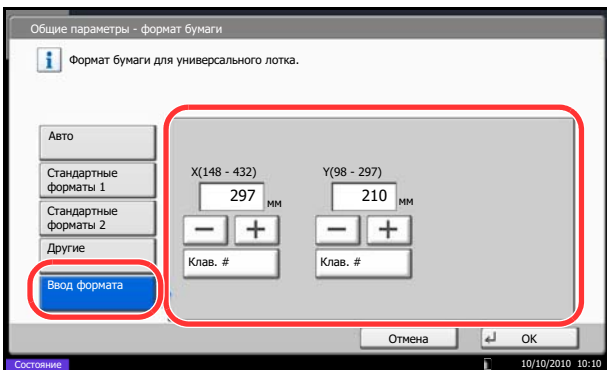 Общие параметры - формат бумаги
Формат бумаги для универсального лотка.
Авто
Стандартные
форматы 1
Стандартные
форматы 2
Другие
Ввод формата
X(148 - 432)
297 мм
− +
Клав. #
Y(98 - 297)
210 мм
− +
Клав. #
Отмена
OK
Состояние
10/10/2010 10:10